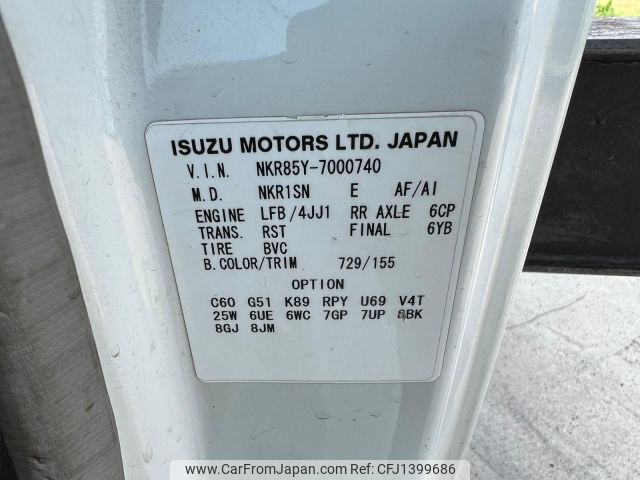 ISUZU MOTORS LTD. JAPAN
V.I.N. NKR85Y-7000740
M.D. NKR1SN E AF/AI
ENGINE LFB/4JJ1 RR AXLE 6CP
TRANS. RST FINAL 6YB
TIRE BVC
B.COLOR/TRIM 729/155
OPTION
C60 G51 K89 RPY U69 V4T
25W 6UE 6WC 7GP 7UP 8BK
8GJ 8JM
www.CarFromJapan.com | CFJ1399686